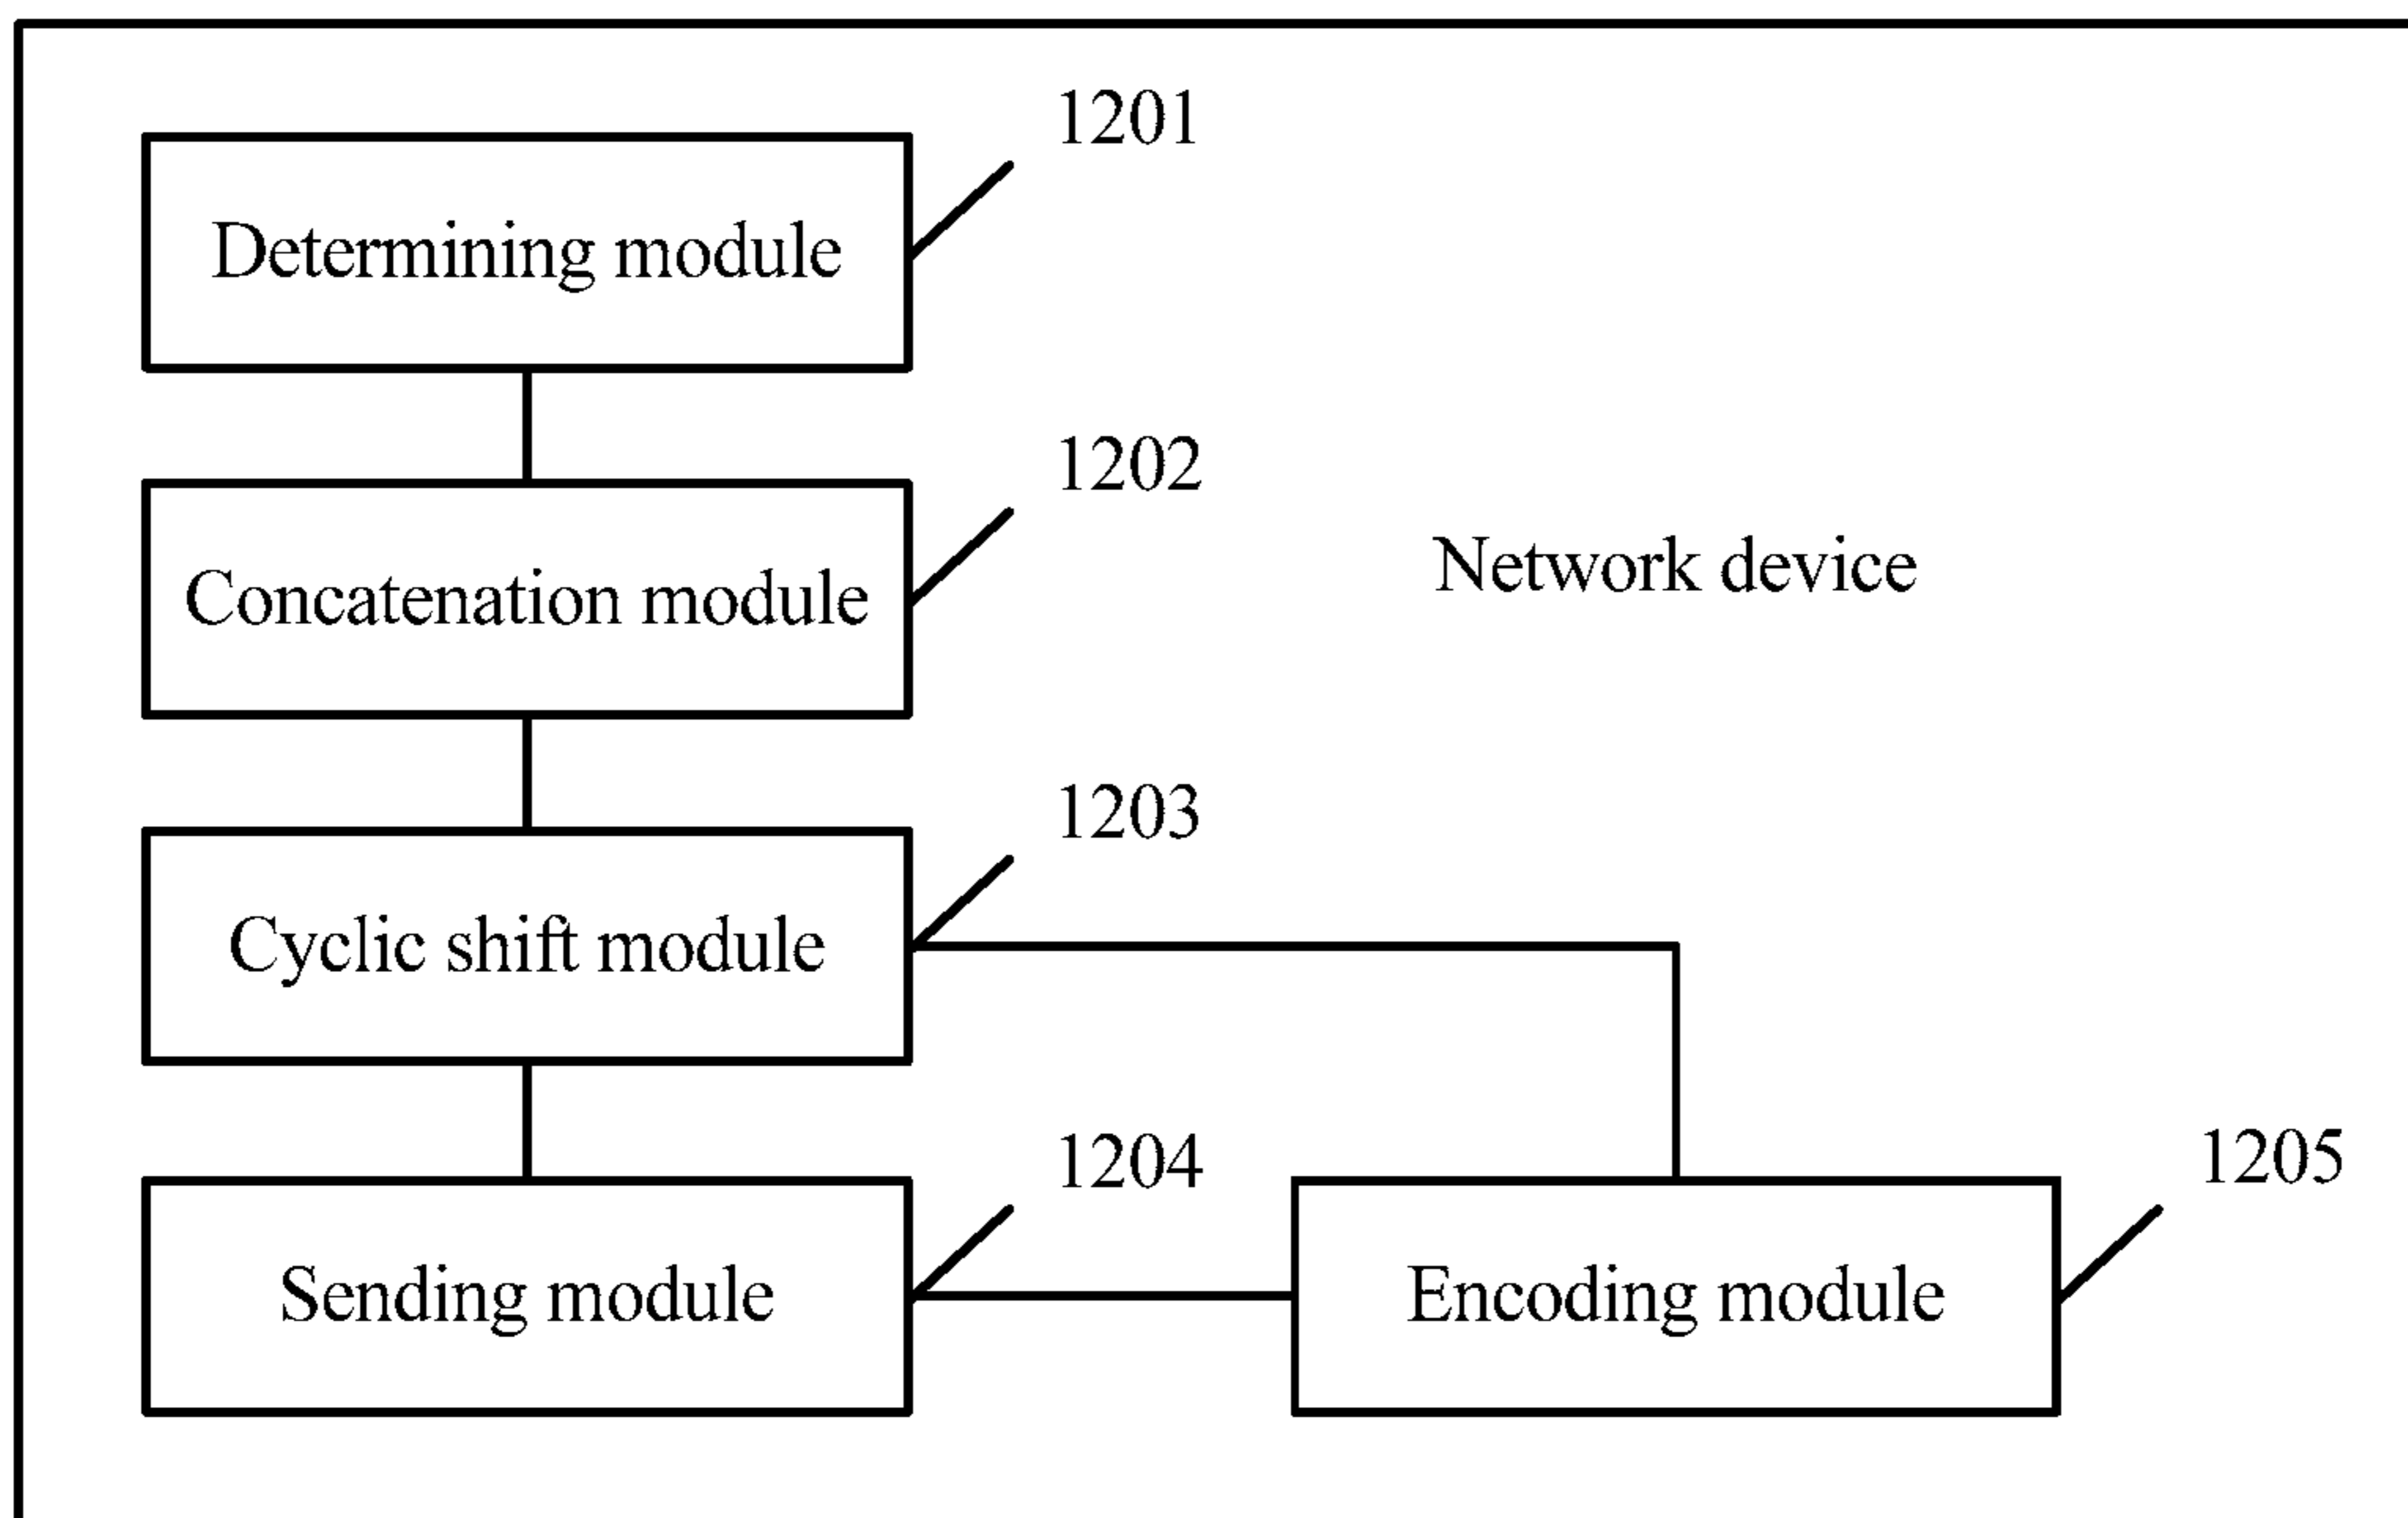 1201
Determining module
1202
Concatenation module
Network device
1203
Cyclic shift module
1204
1205
Sending module
Encoding module